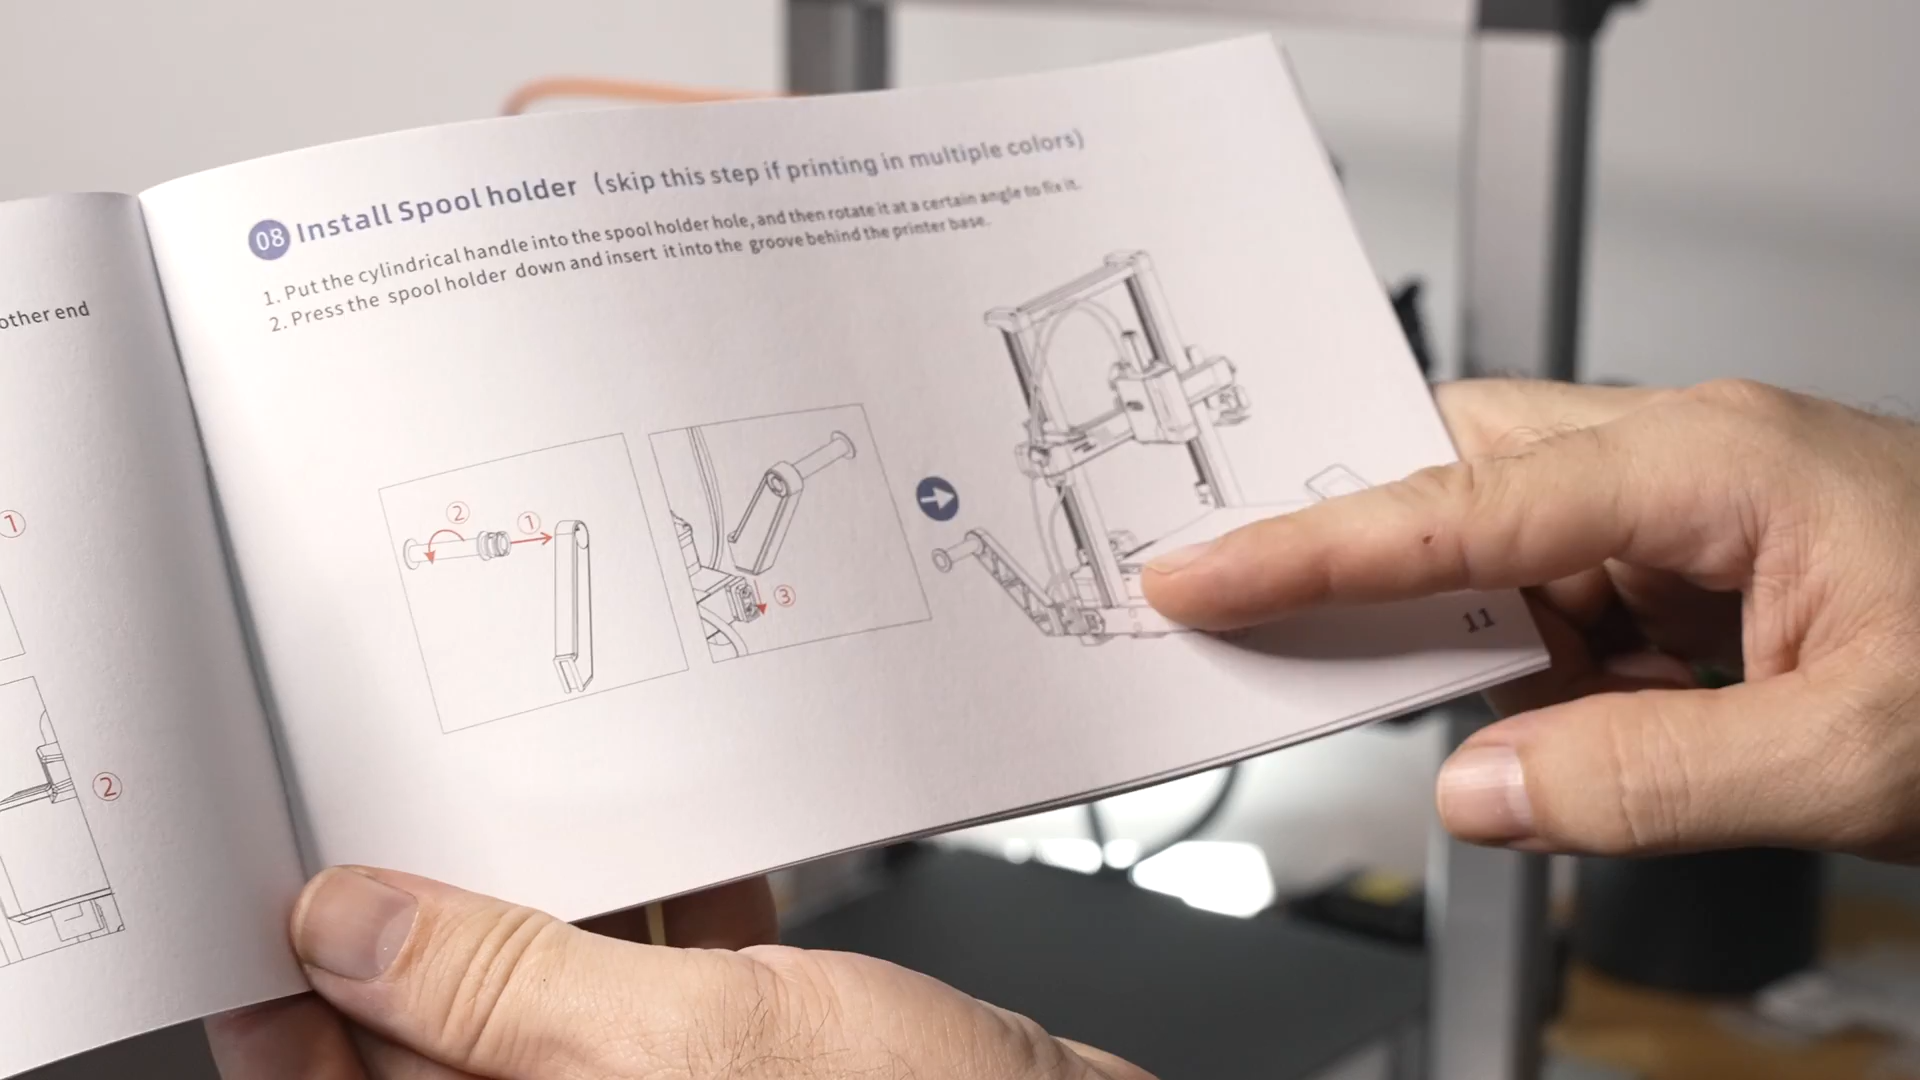 other end
①
②
08 Install Spool holder (skip this step if printing in multiple colors)
1. Put the cylindrical handle into the spool holder hole, and then rotate it at a certain angle to fix it.
2. Press the spool holder down and insert it into the groove behind the printer base.
② ①
③
11